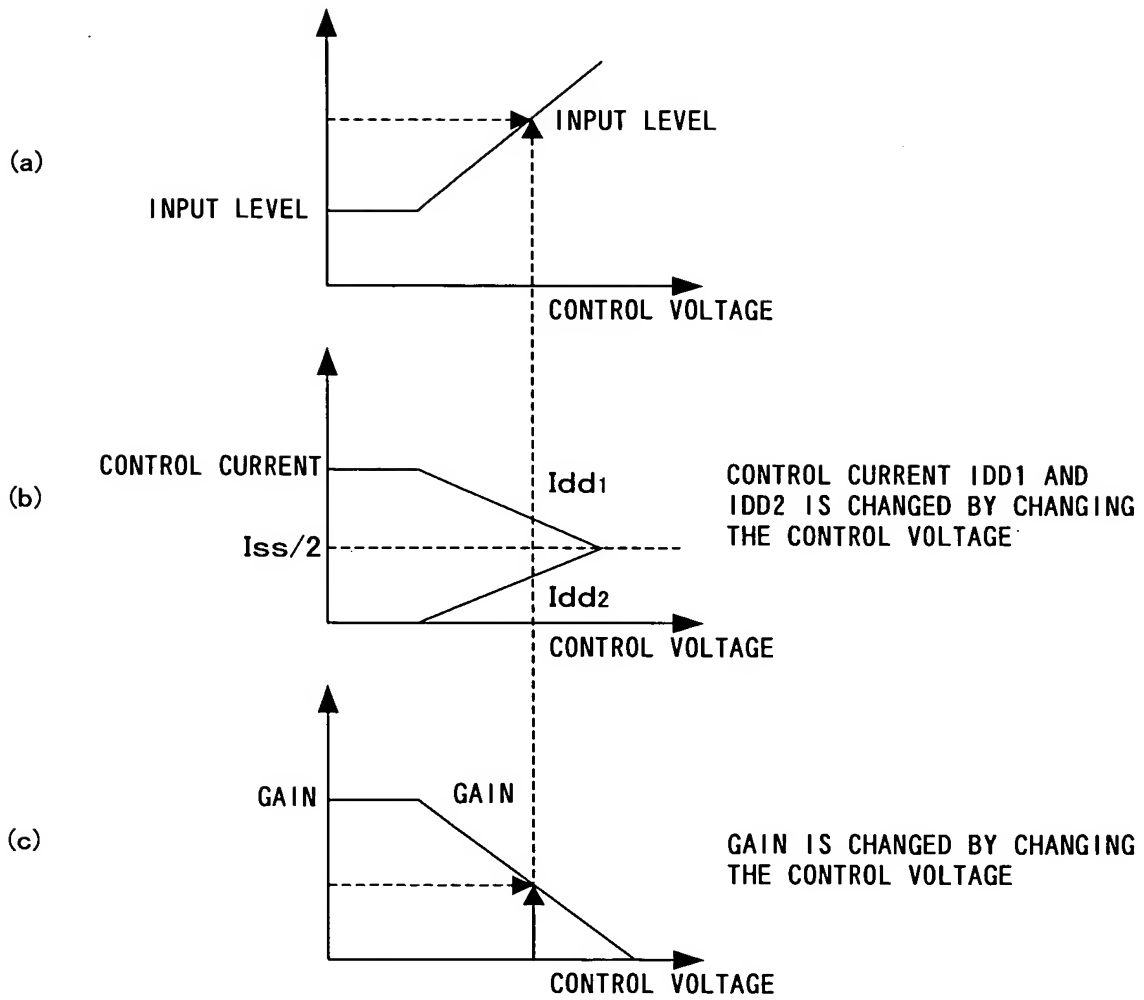 (a)
INPUT LEVEL
INPUT LEVEL
CONTROL VOLTAGE
(b)
CONTROL CURRENT
Idd1
Iss/2
Idd2
CONTROL VOLTAGE
CONTROL CURRENT IDD1 AND
IDD2 IS CHANGED BY CHANGING
THE CONTROL VOLTAGE
(c)
GAIN
GAIN
CONTROL VOLTAGE
GAIN IS CHANGED BY CHANGING
THE CONTROL VOLTAGE